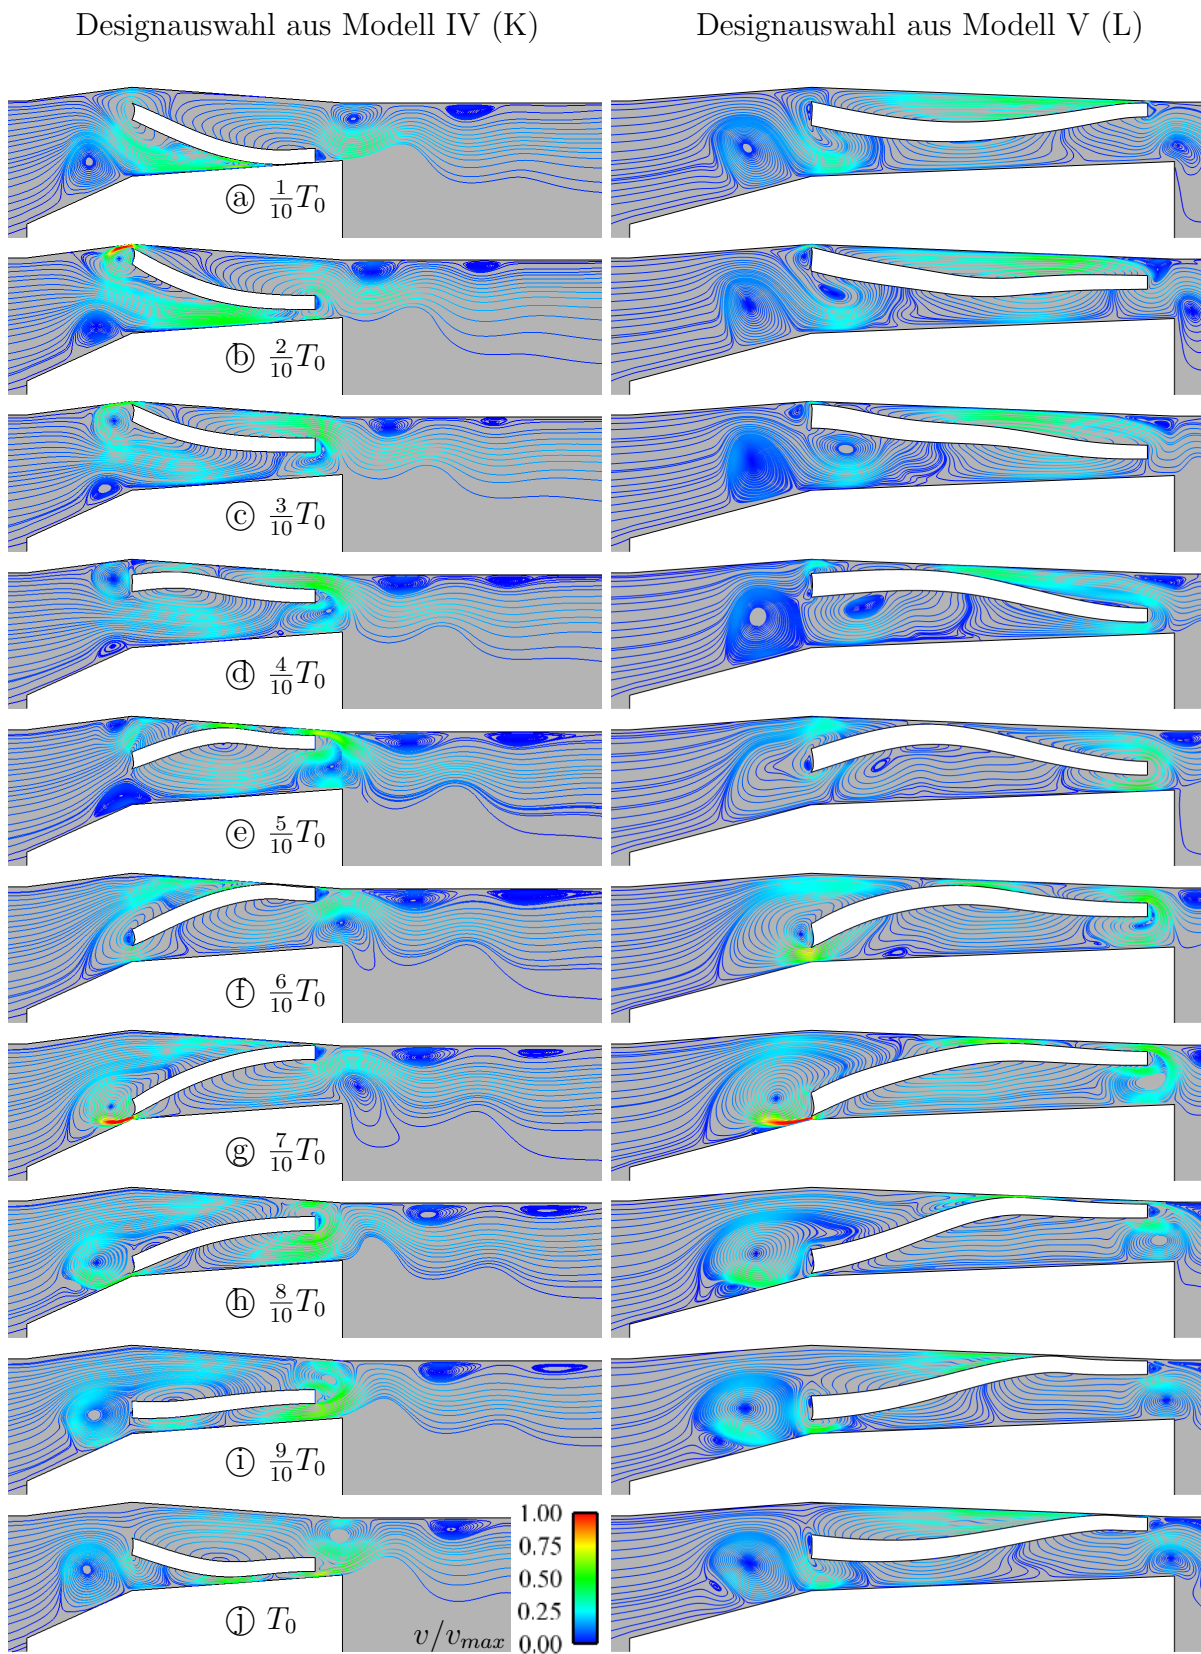 Designauswahl aus Modell IV (K)
Designauswahl aus Modell V (L)
ⓐ 1/10 T₀
ⓑ 2/10 T₀
ⓒ 3/10 T₀
ⓓ 4/10 T₀
ⓔ 5/10 T₀
ⓕ 6/10 T₀
ⓖ 7/10 T₀
ⓗ 8/10 T₀
ⓘ 9/10 T₀
ⓙ T₀
1.00
0.75
0.50
0.25
0.00
v/vmax